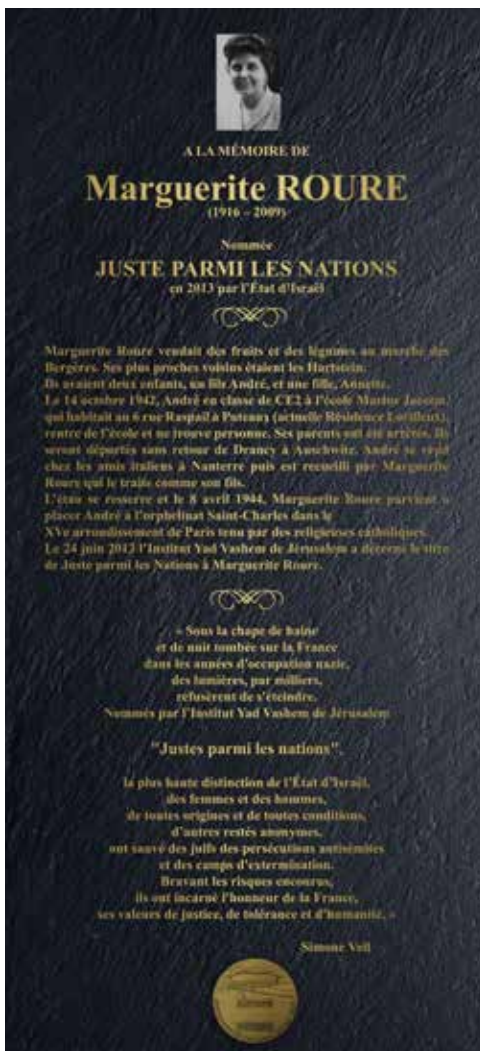 A LA MÉMOIRE DE
Marguerite ROURE
(1916 – 2009)
Nommée
JUSTE PARMI LES NATIONS
en 2013 par l'État d'Israël
Marguerite Roure vendait des fruits et des légumes au marché des
Bergères. Ses plus proches voisins étaient les
Ils avaient deux enfants, un fils André, et une fille, Annette.
Le 14 octobre 1942, André en classe de CE2 à l'école Marius Jacotot,
qui habitait au 6 rue Raspail à Puteaux (actuelle Résidence Lorilleux),
rentre de l'école et ne trouve personne. Ses parents ont été arrêtés. Ils
seront déportés sans retour de Drancy à Auschwitz. André se rend
chez les amis italiens à Nanterre puis est recueilli par Marguerite
Roure qui le traite comme son fils.
L'étau se resserre et le 8 avril 1944, Marguerite Roure parvient à
placer André à l'orphelinat Saint-Charles dans le
XVe arrondissement de Paris tenu par des religieuses catholiques.
Le 24 juin 2013 l'Institut Yad Vashem de Jérusalem a décerné le titre
de Juste parmi les Nations à Marguerite Roure.
« Sous la chape de haine
et de nuit tombée sur la France
dans les années d'occupation nazie,
des lumières, par milliers,
refusèrent de s'éteindre.
Nommés par l'Institut Yad Vashem de Jérusalem
"Justes parmi les nations",
la plus haute distinction de l'État d'Israël,
des femmes et des hommes,
de toutes origines et de toutes conditions,
d'autres restés anonymes,
ont sauvé des juifs des persécutions antisémites
et des camps d'extermination.
Bravant les risques encourus,
ils ont incarné l'honneur de la France,
ses valeurs de justice, de tolérance et d'humanité. »
Simone Veil